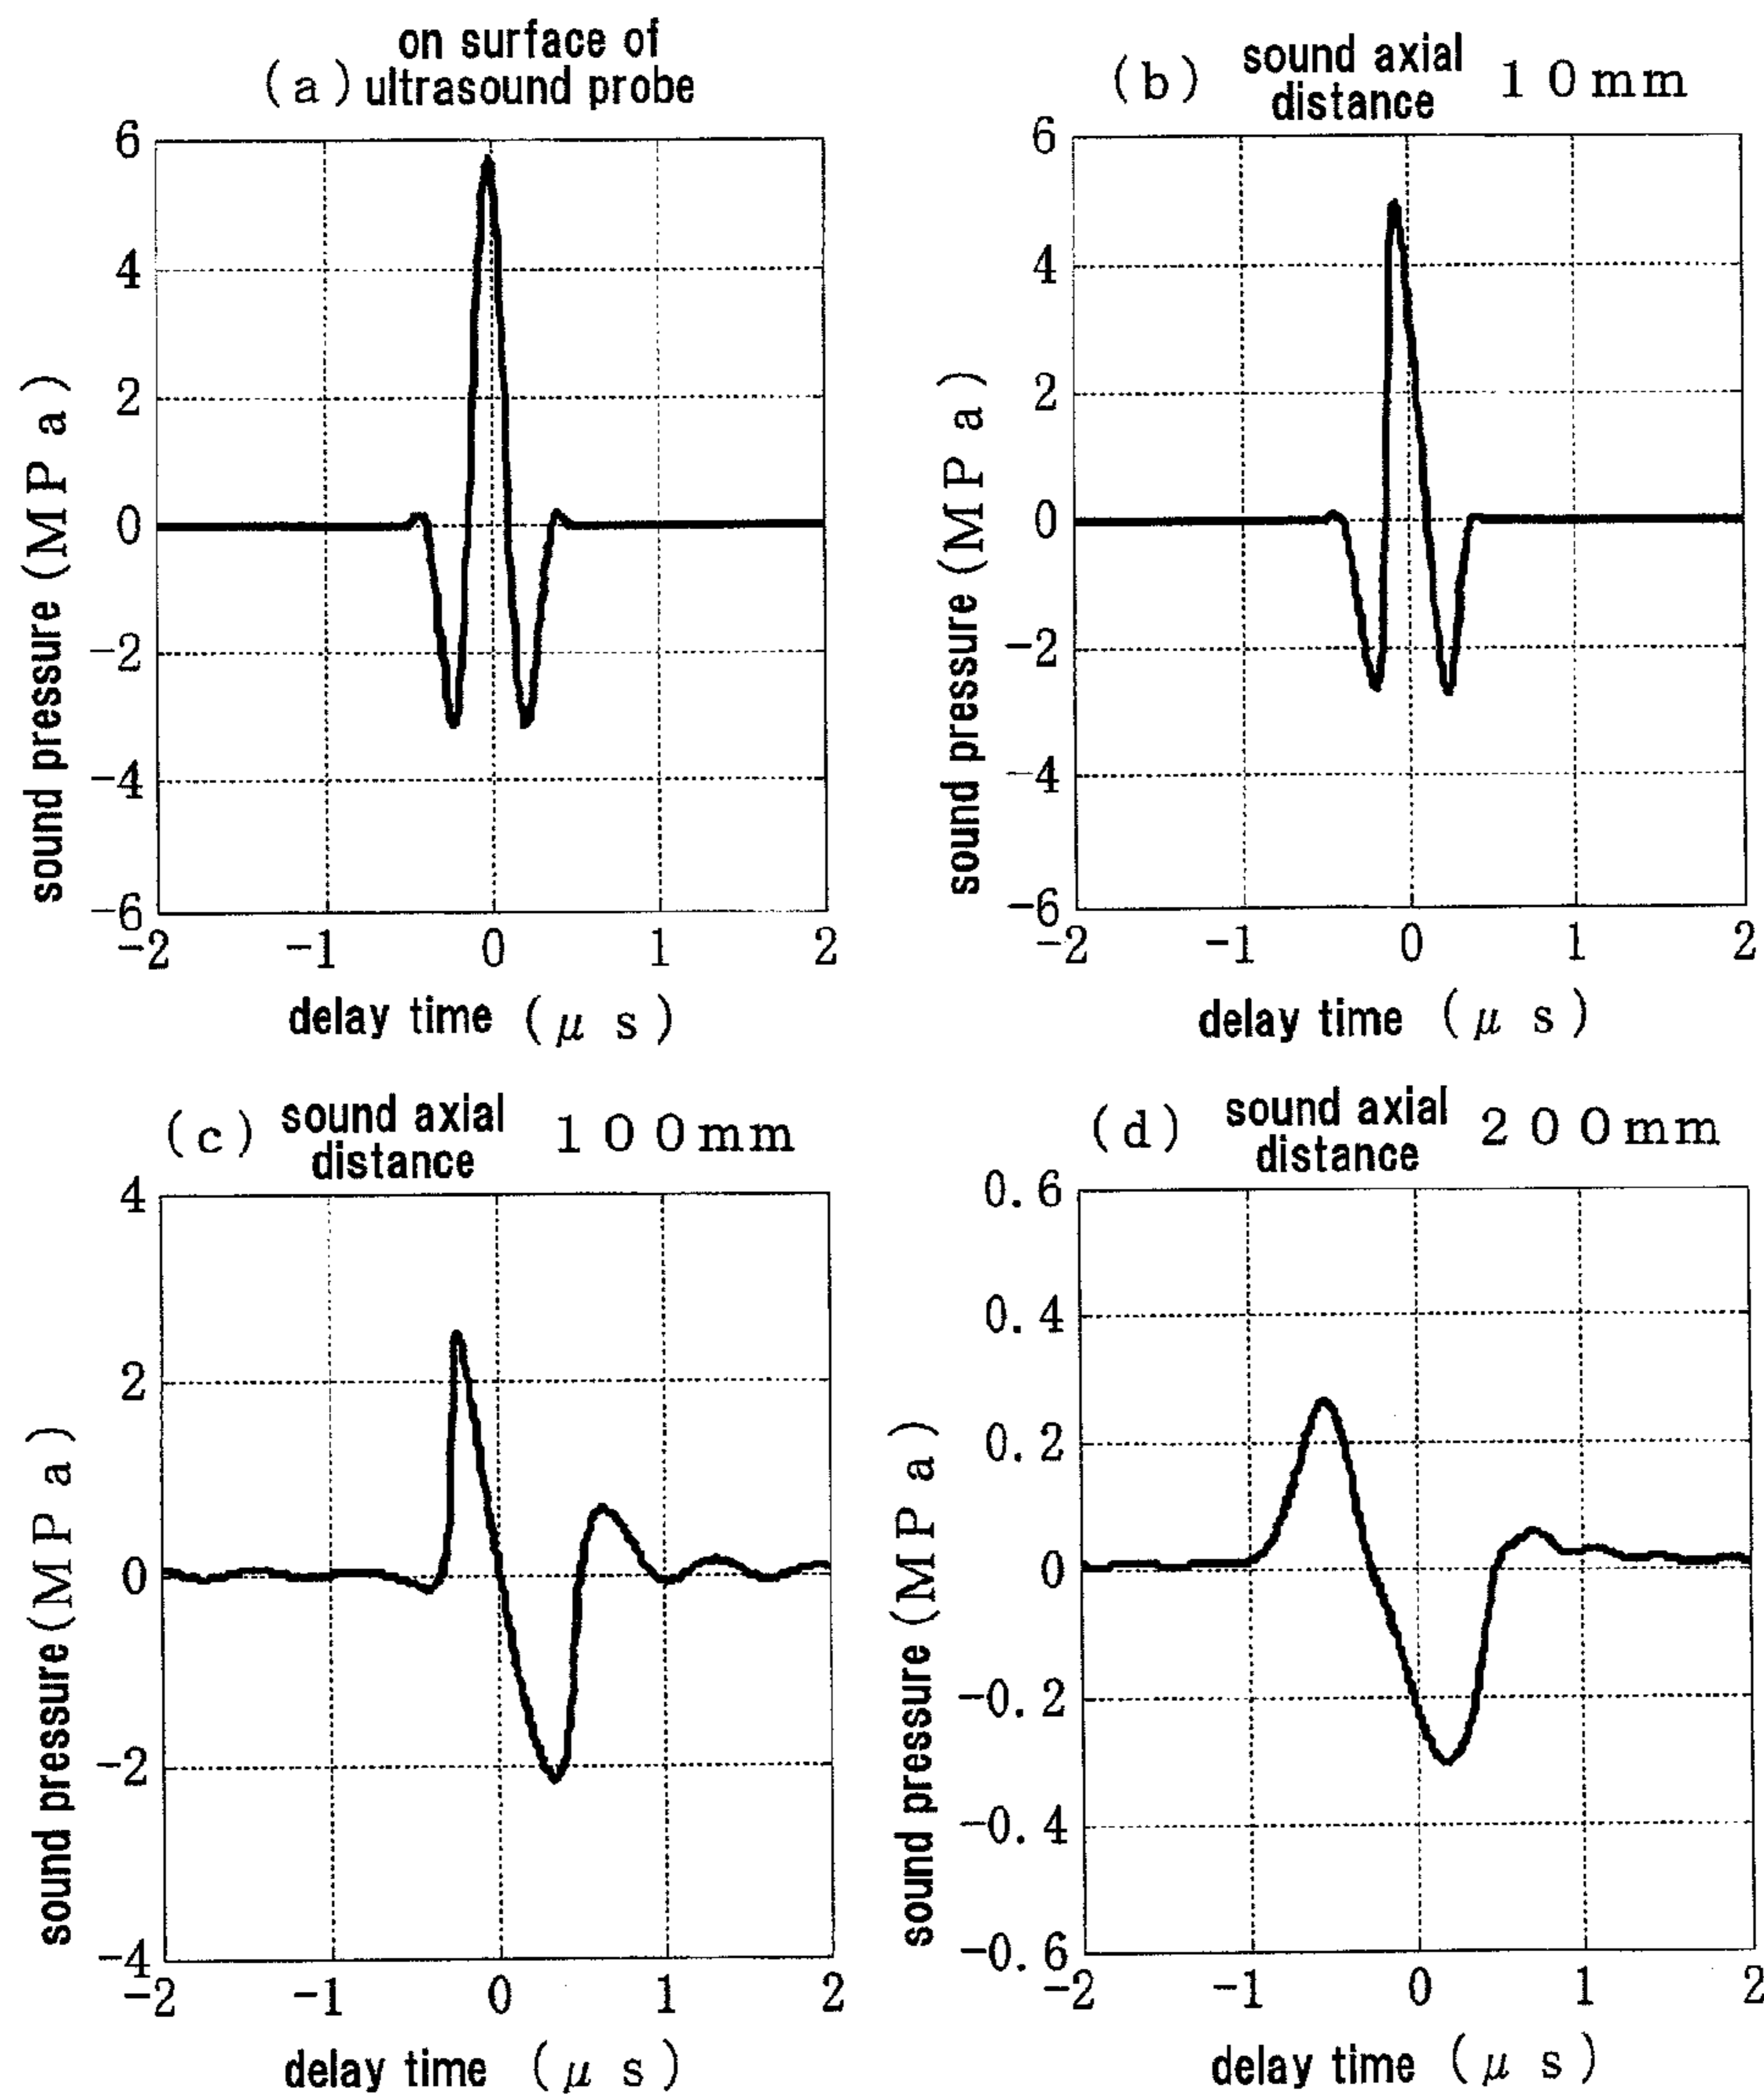 (a) on surface of
ultrasound probe
6
4
2
0
-2
-4
-6
-2 -1 0 1 2
sound pressure (MPa)
delay time (μs)
(b) sound axial
distance 10mm
6
4
2
0
-2
-4
-6
-2 -1 0 1 2
sound pressure (MPa)
delay time (μs)
(c) sound axial
distance 100mm
4
2
0
-2
-4
-2 -1 0 1 2
sound pressure (MPa)
delay time (μs)
(d) sound axial
distance 200mm
0.6
0.4
0.2
0
-0.2
-0.4
-0.6
-2 -1 0 1 2
sound pressure (MPa)
delay time (μs)